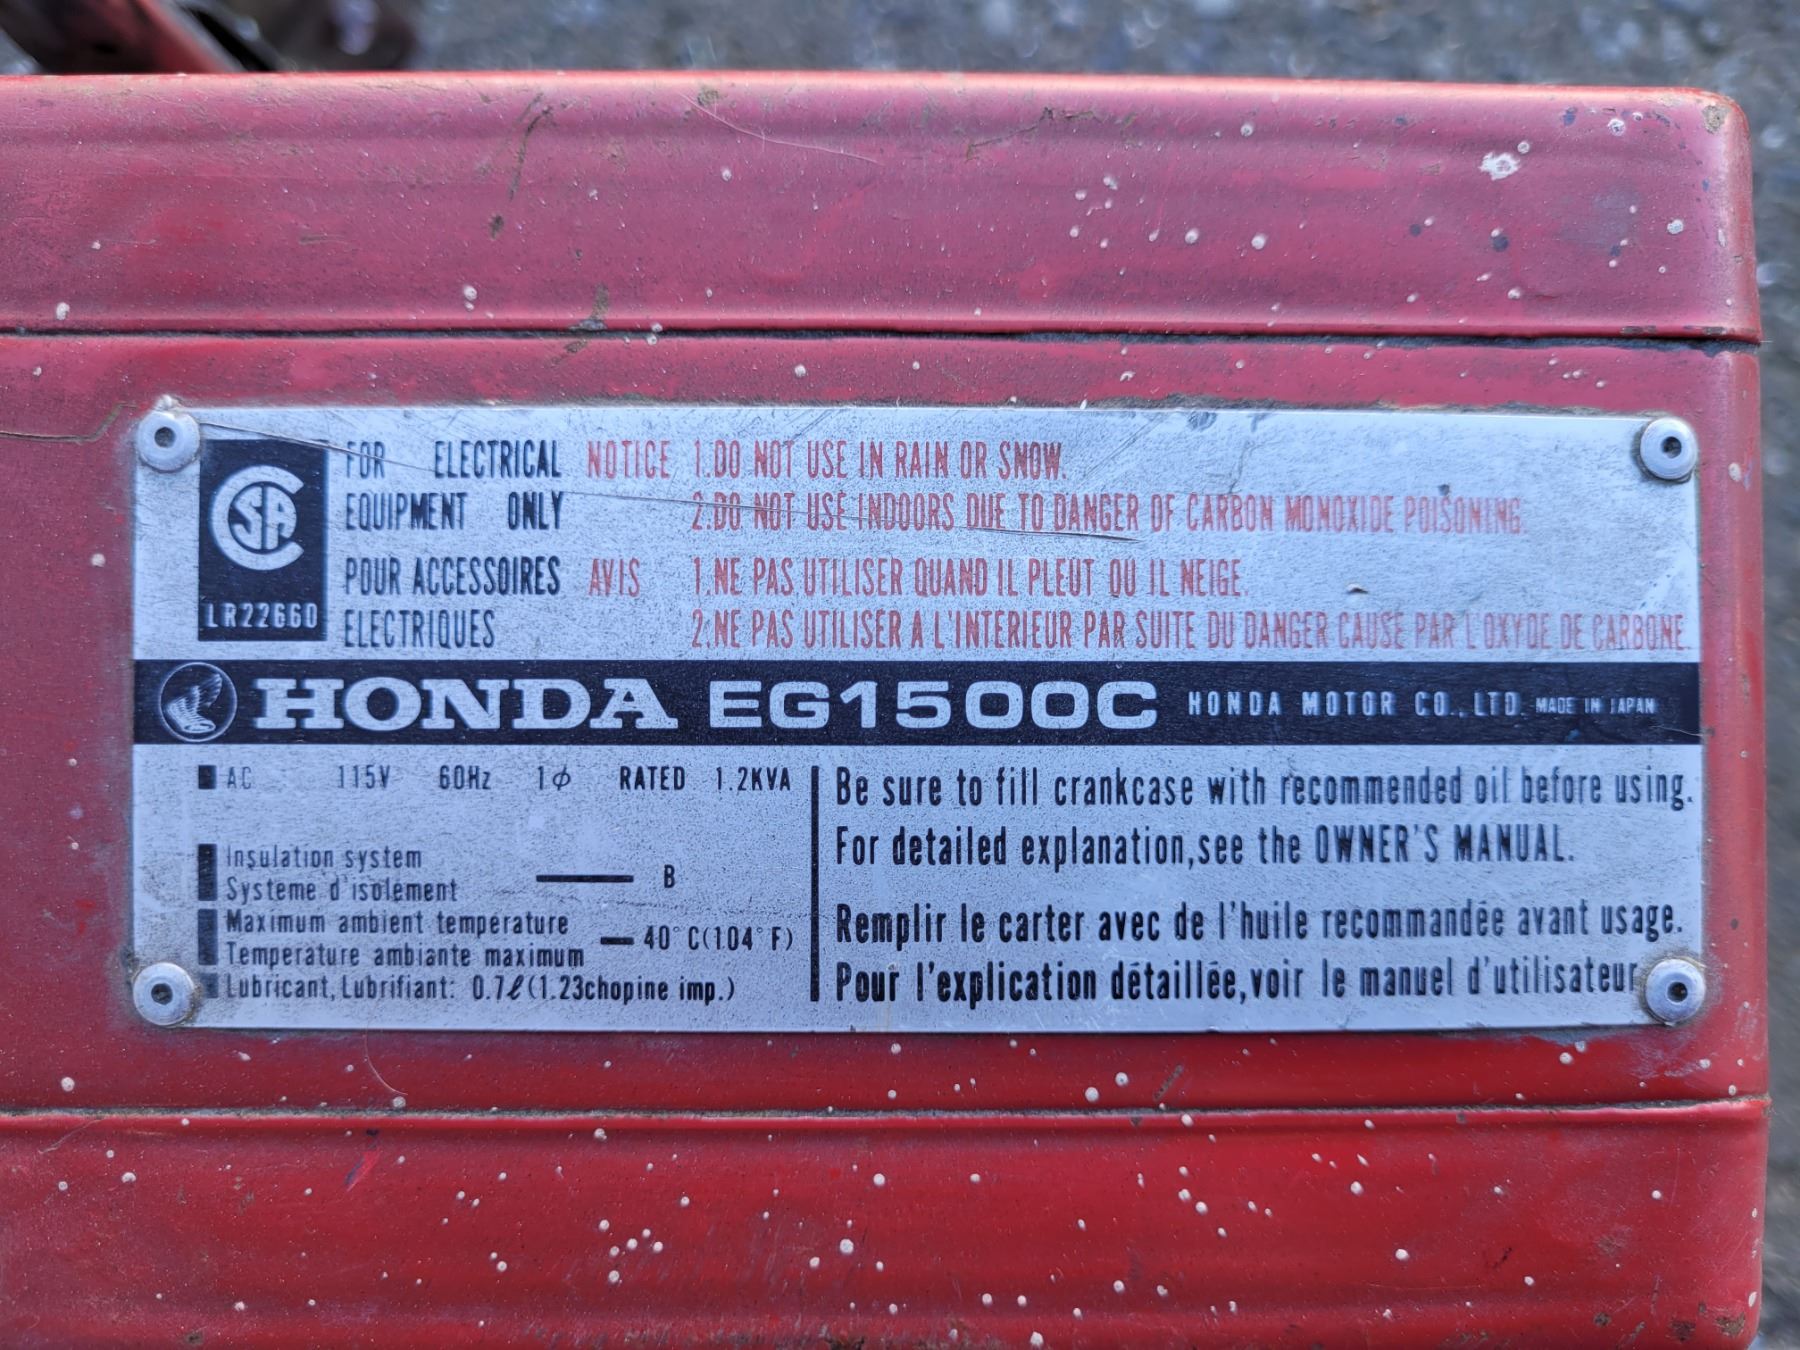 FOR ELECTRICAL
EQUIPMENT ONLY
POUR ACCESSOIRES
ELECTRIQUES
CSA
LR22660
NOTICE 1.DO NOT USE IN RAIN OR SNOW.
2.DO NOT USE INDOORS DUE TO DANGER OF CARBON MONOXIDE POISONING.
AVIS 1.NE PAS UTILISER QUAND IL PLEUT OU IL NEIGE.
2.NE PAS UTILISER A L'INTERIEUR PAR SUITE DU DANGER CAUSE PAR L'OXYDE DE CARBONE.
HONDA EG1500C HONDA MOTOR CO.,LTD. MADE IN JAPAN
AC 115V 60Hz 1ϕ RATED 1.2KVA
Insulation system
Systeme d'isolement — B
Maximum ambient temperature
Temperature ambiante maximum — 40°C(104°F)
Lubricant, Lubrifiant: 0.7ℓ(1.23chopine imp.)
Be sure to fill crankcase with recommended oil before using.
For detailed explanation,see the OWNER'S MANUAL.
Remplir le carter avec de l'huile recommandée avant usage.
Pour l'explication détaillée,voir le manuel d'utilisateur